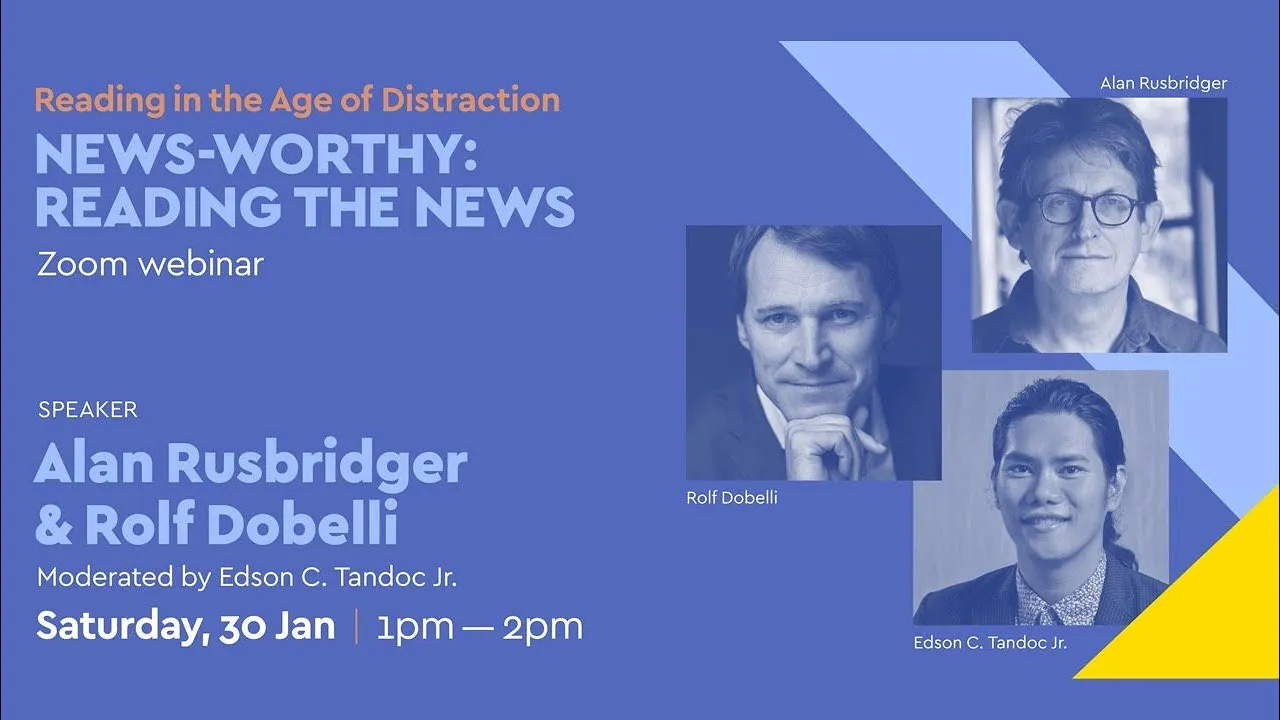 Reading in the Age of Distraction
NEWS-WORTHY:
READING THE NEWS
Zoom webinar
SPEAKER
Alan Rusbridger
& Rolf Dobelli
Moderated by Edson C. Tandoc Jr.
Saturday, 30 Jan | 1pm — 2pm
Alan Rusbridger
Rolf Dobelli
Edson C. Tandoc Jr.